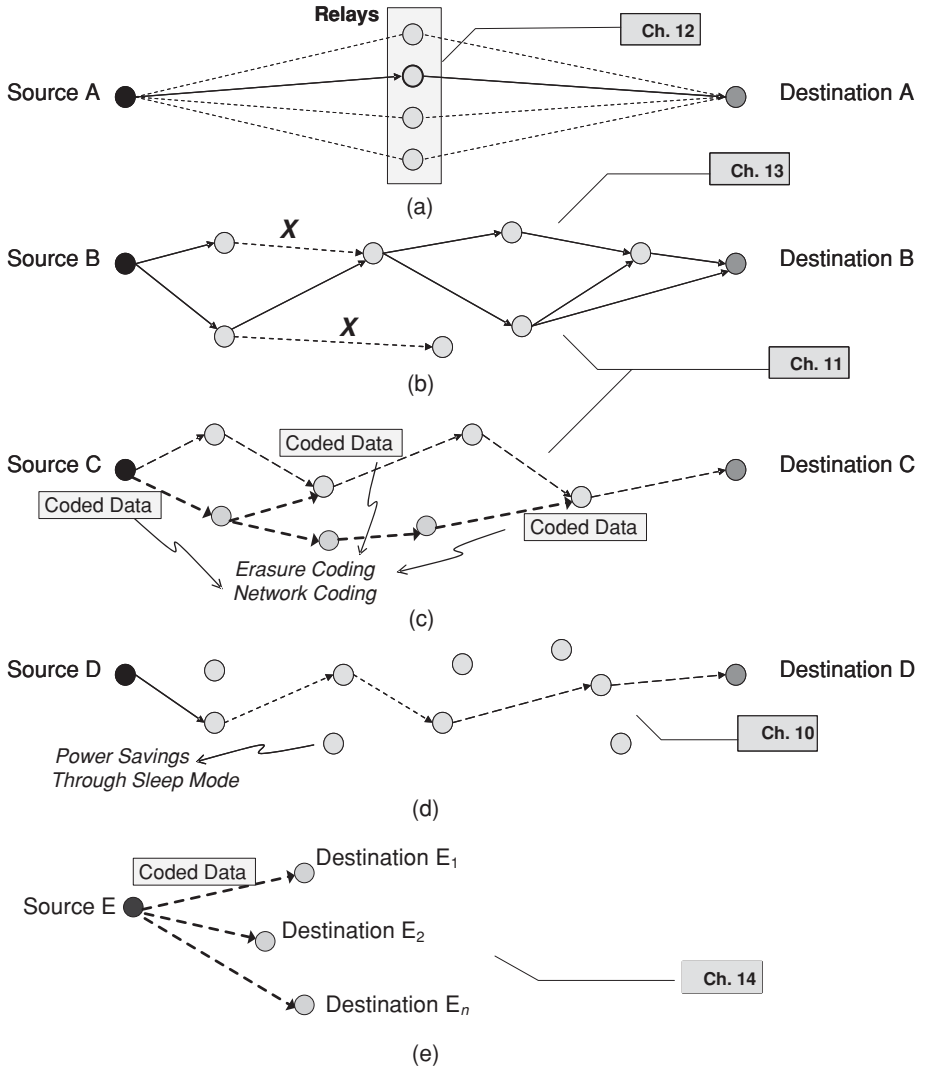 Relays
Ch. 12
Source A
Destination A
(a)
Ch. 13
X
Source B
Destination B
X
(b)
Ch. 11
Coded Data
Source C
Destination C
Coded Data
Coded Data
Erasure Coding
Network Coding
(c)
Source D
Destination D
Ch. 10
Power Savings
Through Sleep Mode
(d)
Destination E1
Coded Data
Source E
Destination E2
Ch. 14
Destination En
(e)